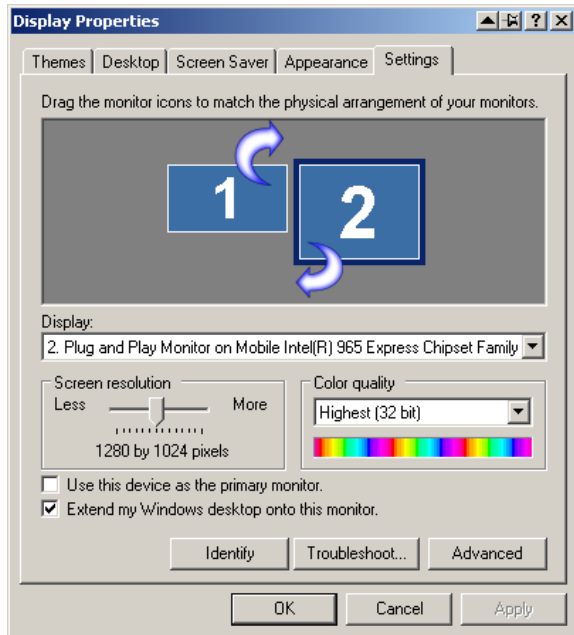 Display Properties
Themes Desktop Screen Saver Appearance Settings
Drag the monitor icons to match the physical arrangement of your monitors.
1 2
Display:
2. Plug and Play Monitor on Mobile Intel(R) 965 Express Chipset Family
Screen resolution Color quality
Less More Highest (32 bit)
1280 by 1024 pixels
Use this device as the primary monitor.
Extend my Windows desktop onto this monitor.
Identify Troubleshoot... Advanced
OK Cancel Apply